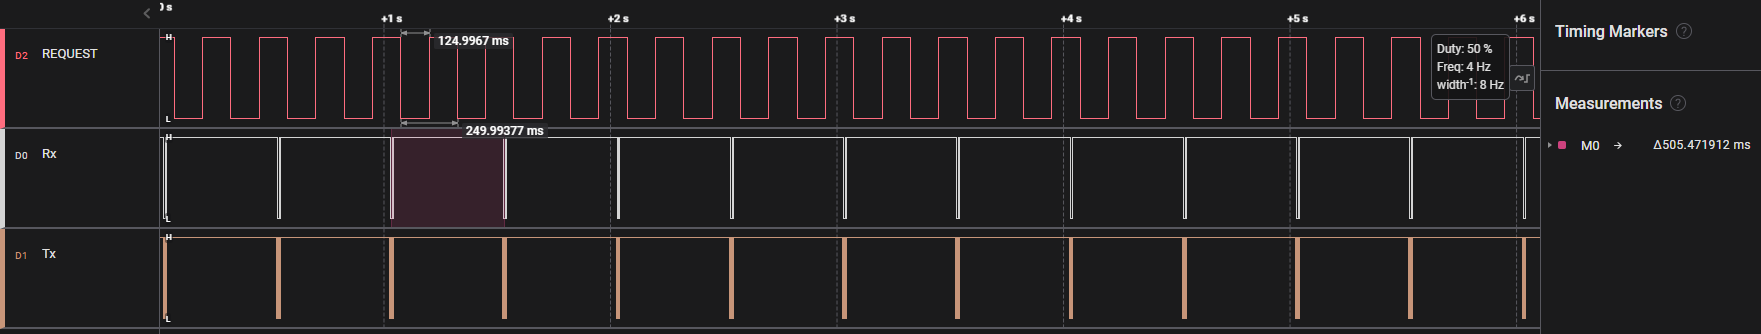 0 s
+1 s
+2 s
+3 s
+4 s
+5 s
+6 s
D2 REQUEST
H
L
124.9967 ms
249.99377 ms
Duty: 50 %
Freq: 4 Hz
width⁻¹: 8 Hz
D0 Rx
H
L
D1 Tx
H
L
Timing Markers ?
Measurements ?
M0 → Δ505.471912 ms